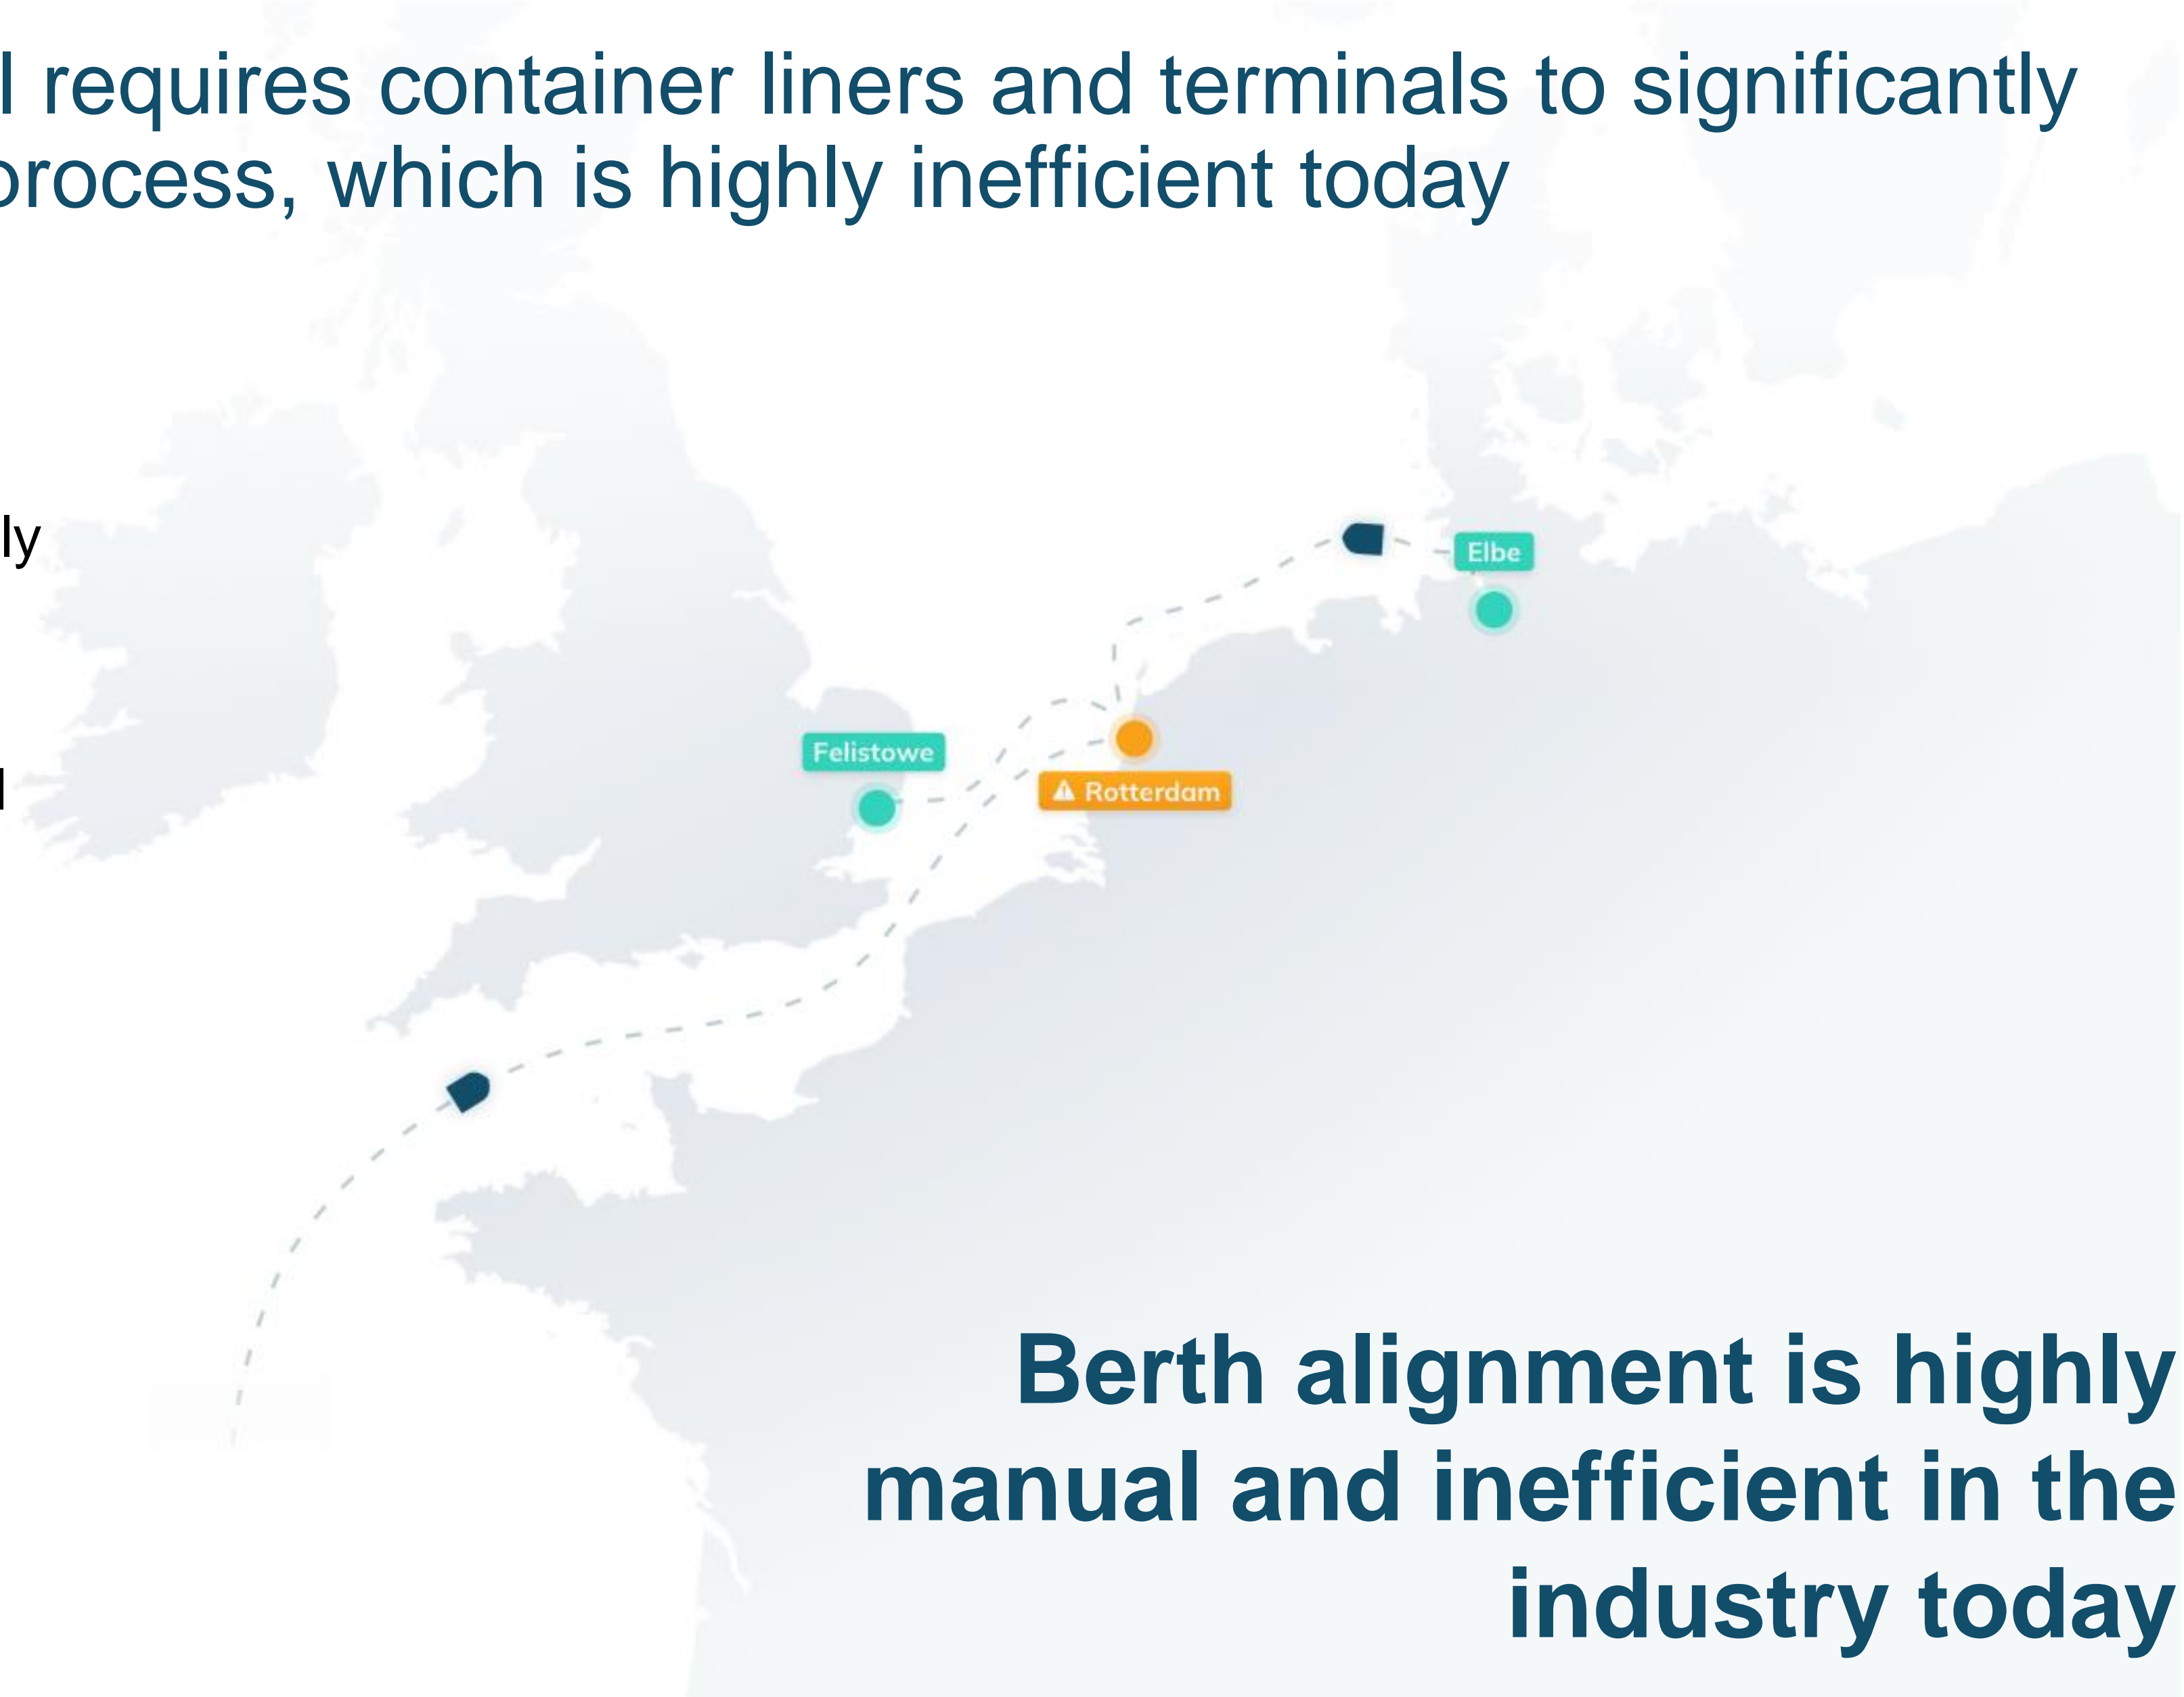 requires container liners and terminals to significantly
process, which is highly inefficient today
ly
Elbe
Felistowe
Rotterdam
Berth alignment is highly
manual and inefficient in the
industry today